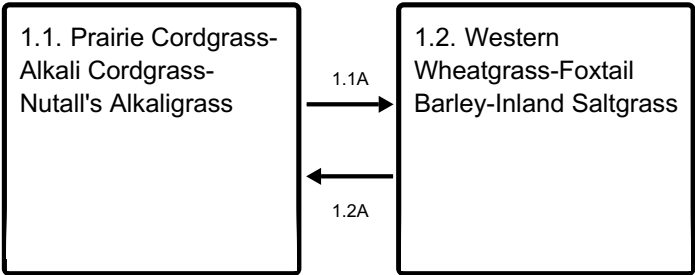 1.1. Prairie Cordgrass-
Alkali Cordgrass-
Nutall's Alkaligrass
1.1A
1.2A
1.2. Western
Wheatgrass-Foxtail
Barley-Inland Saltgrass